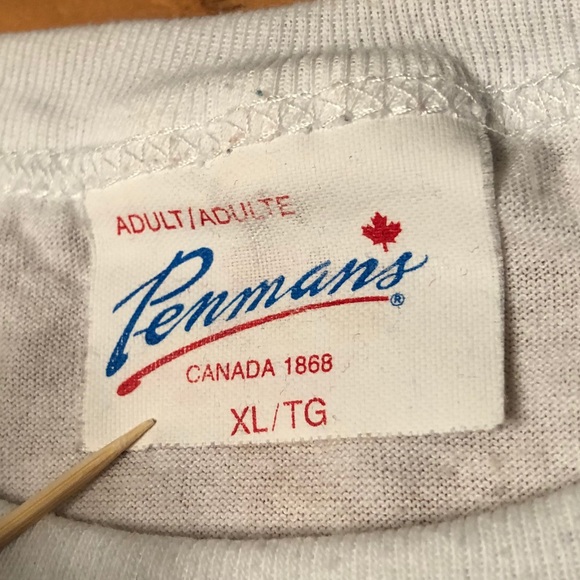 ADULT/ADULTE
Penmans®
CANADA 1868
XL/TG